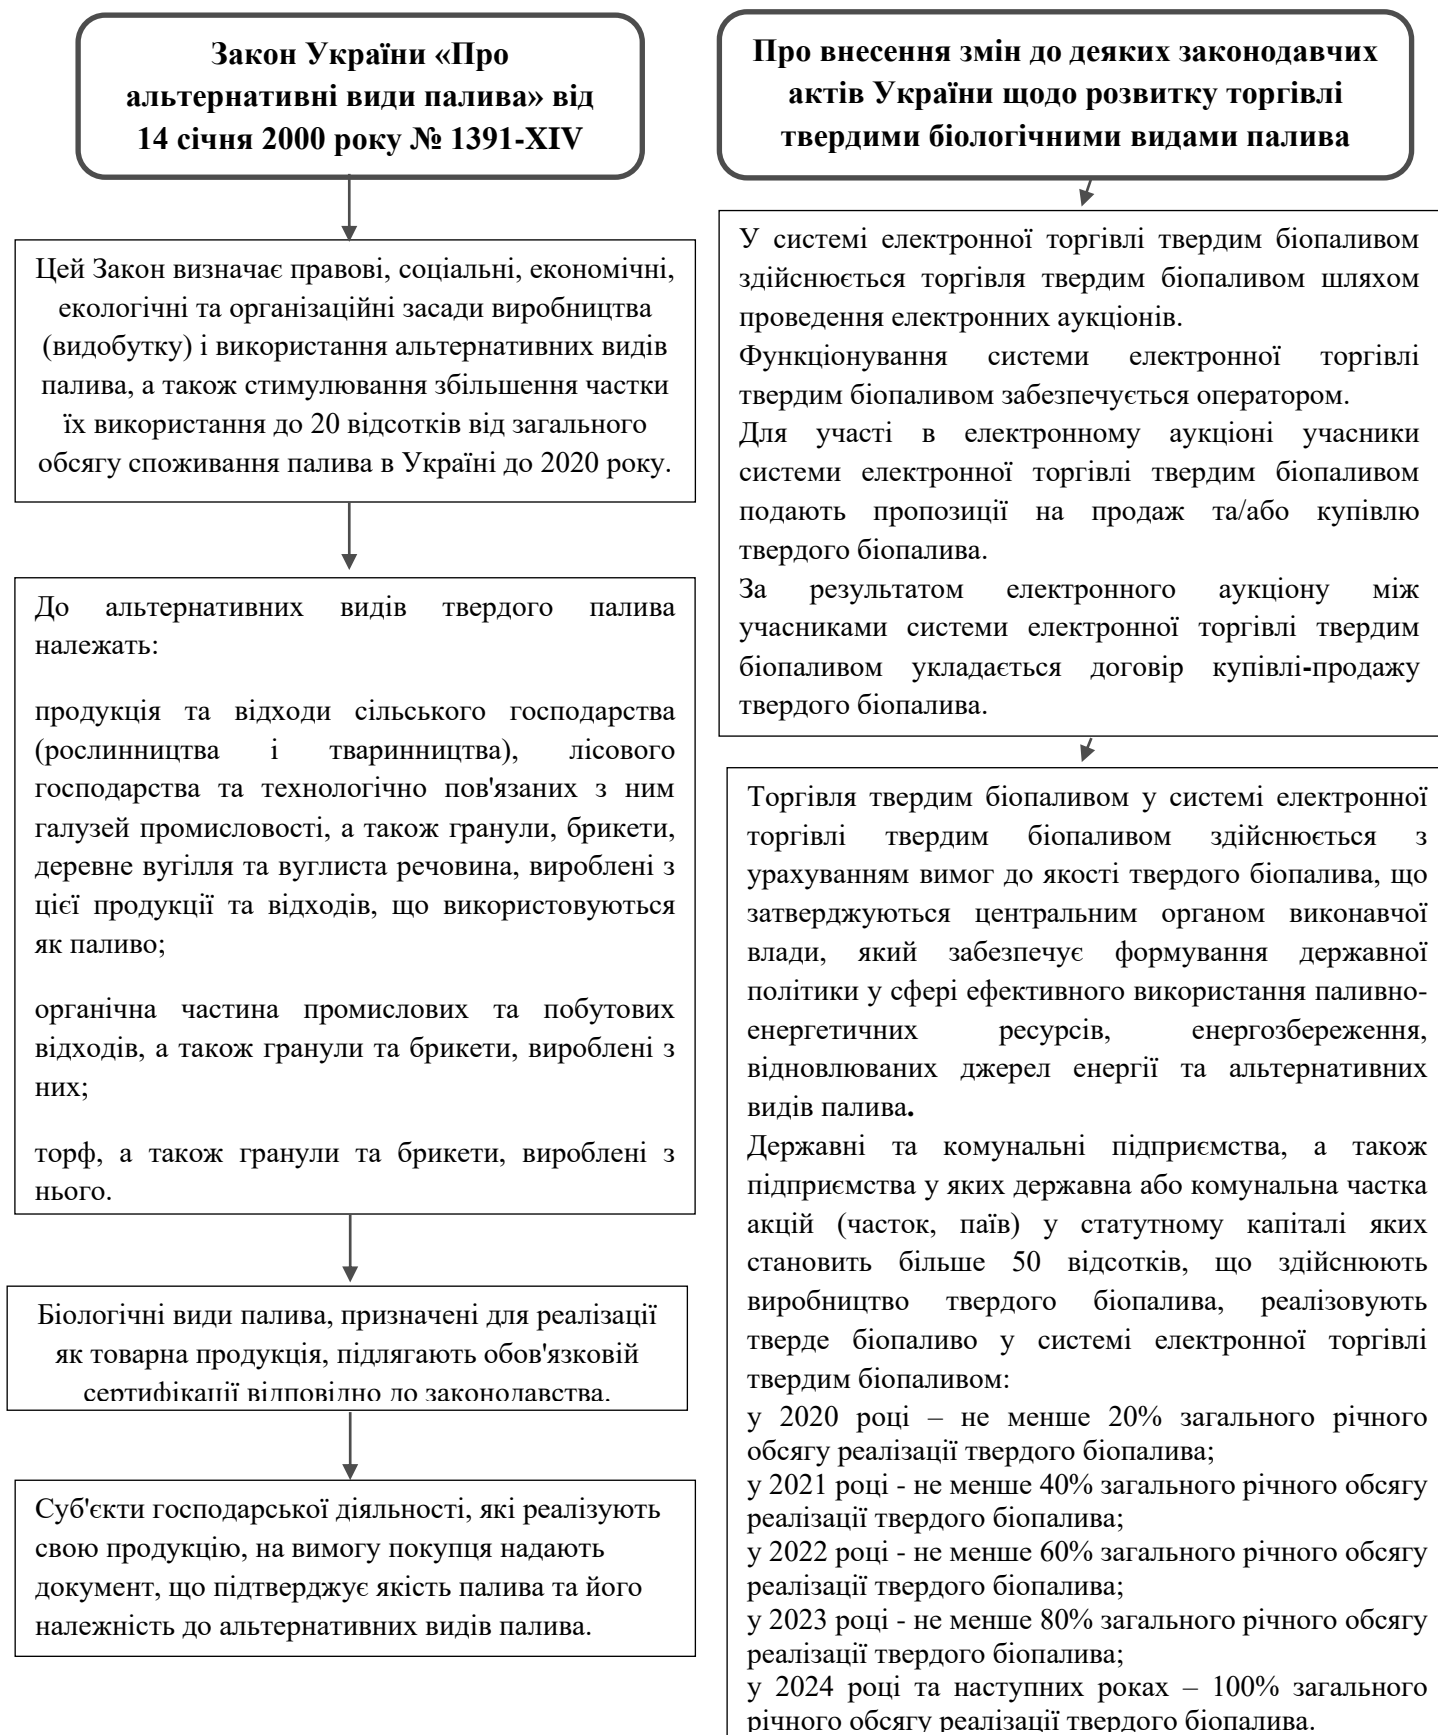 Закон України «Про
альтернативні види палива» від
14 січня 2000 року № 1391-XIV
Цей Закон визначає правові, соціальні, економічні,
екологічні та організаційні засади виробництва
(видобутку) і використання альтернативних видів
палива, а також стимулювання збільшення частки
їх використання до 20 відсотків від загального
обсягу споживання палива в Україні до 2020 року.
До альтернативних видів твердого палива
належать:
продукція та відходи сільського господарства
(рослинництва і тваринництва), лісового
господарства та технологічно пов'язаних з ним
галузей промисловості, а також гранули, брикети,
деревне вугілля та вуглиста речовина, вироблені з
цієї продукції та відходів, що використовуються
як паливо;
органічна частина промислових та побутових
відходів, а також гранули та брикети, вироблені з
них;
торф, а також гранули та брикети, вироблені з
нього.
Біологічні види палива, призначені для реалізації
як товарна продукція, підлягають обов'язковій
сертифікації відповідно до законодавства.
Суб'єкти господарської діяльності, які реалізують
свою продукцію, на вимогу покупця надають
документ, що підтверджує якість палива та його
належність до альтернативних видів палива.
Про внесення змін до деяких законодавчих
актів України щодо розвитку торгівлі
твердими біологічними видами палива
У системі електронної торгівлі твердим біопаливом
здійснюється торгівля твердим біопаливом шляхом
проведення електронних аукціонів.
Функціонування системи електронної торгівлі
твердим біопаливом забезпечується оператором.
Для участі в електронному аукціоні учасники
системи електронної торгівлі твердим біопаливом
подають пропозиції на продаж та/або купівлю
твердого біопалива.
За результатом електронного аукціону між
учасниками системи електронної торгівлі твердим
біопаливом укладається договір купівлі-продажу
твердого біопалива.
Торгівля твердим біопаливом у системі електронної
торгівлі твердим біопаливом здійснюється з
урахуванням вимог до якості твердого біопалива, що
затверджуються центральним органом виконавчої
влади, який забезпечує формування державної
політики у сфері ефективного використання паливно-
енергетичних ресурсів, енергозбереження,
відновлюваних джерел енергії та альтернативних
видів палива.
Державні та комунальні підприємства, а також
підприємства у яких державна або комунальна частка
акцій (часток, паїв) у статутному капіталі яких
становить більше 50 відсотків, що здійснюють
виробництво твердого біопалива, реалізовують
тверде біопаливо у системі електронної торгівлі
твердим біопаливом:
у 2020 році – не менше 20% загального річного
обсягу реалізації твердого біопалива;
у 2021 році - не менше 40% загального річного обсягу
реалізації твердого біопалива;
у 2022 році - не менше 60% загального річного обсягу
реалізації твердого біопалива;
у 2023 році - не менше 80% загального річного обсягу
реалізації твердого біопалива;
у 2024 році та наступних роках – 100% загального
річного обсягу реалізації твердого біопалива.